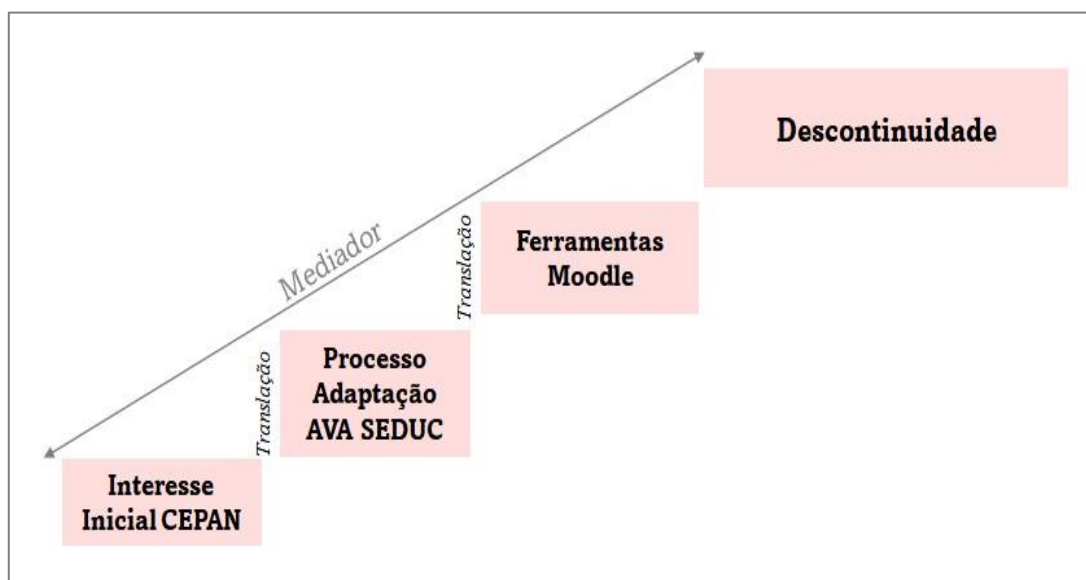 Descontinuidade
Mediador
Translação
Ferramentas
Moodle
Translação
Processo
Adaptação
AVA SEDUC
Interesse
Inicial CEPAN